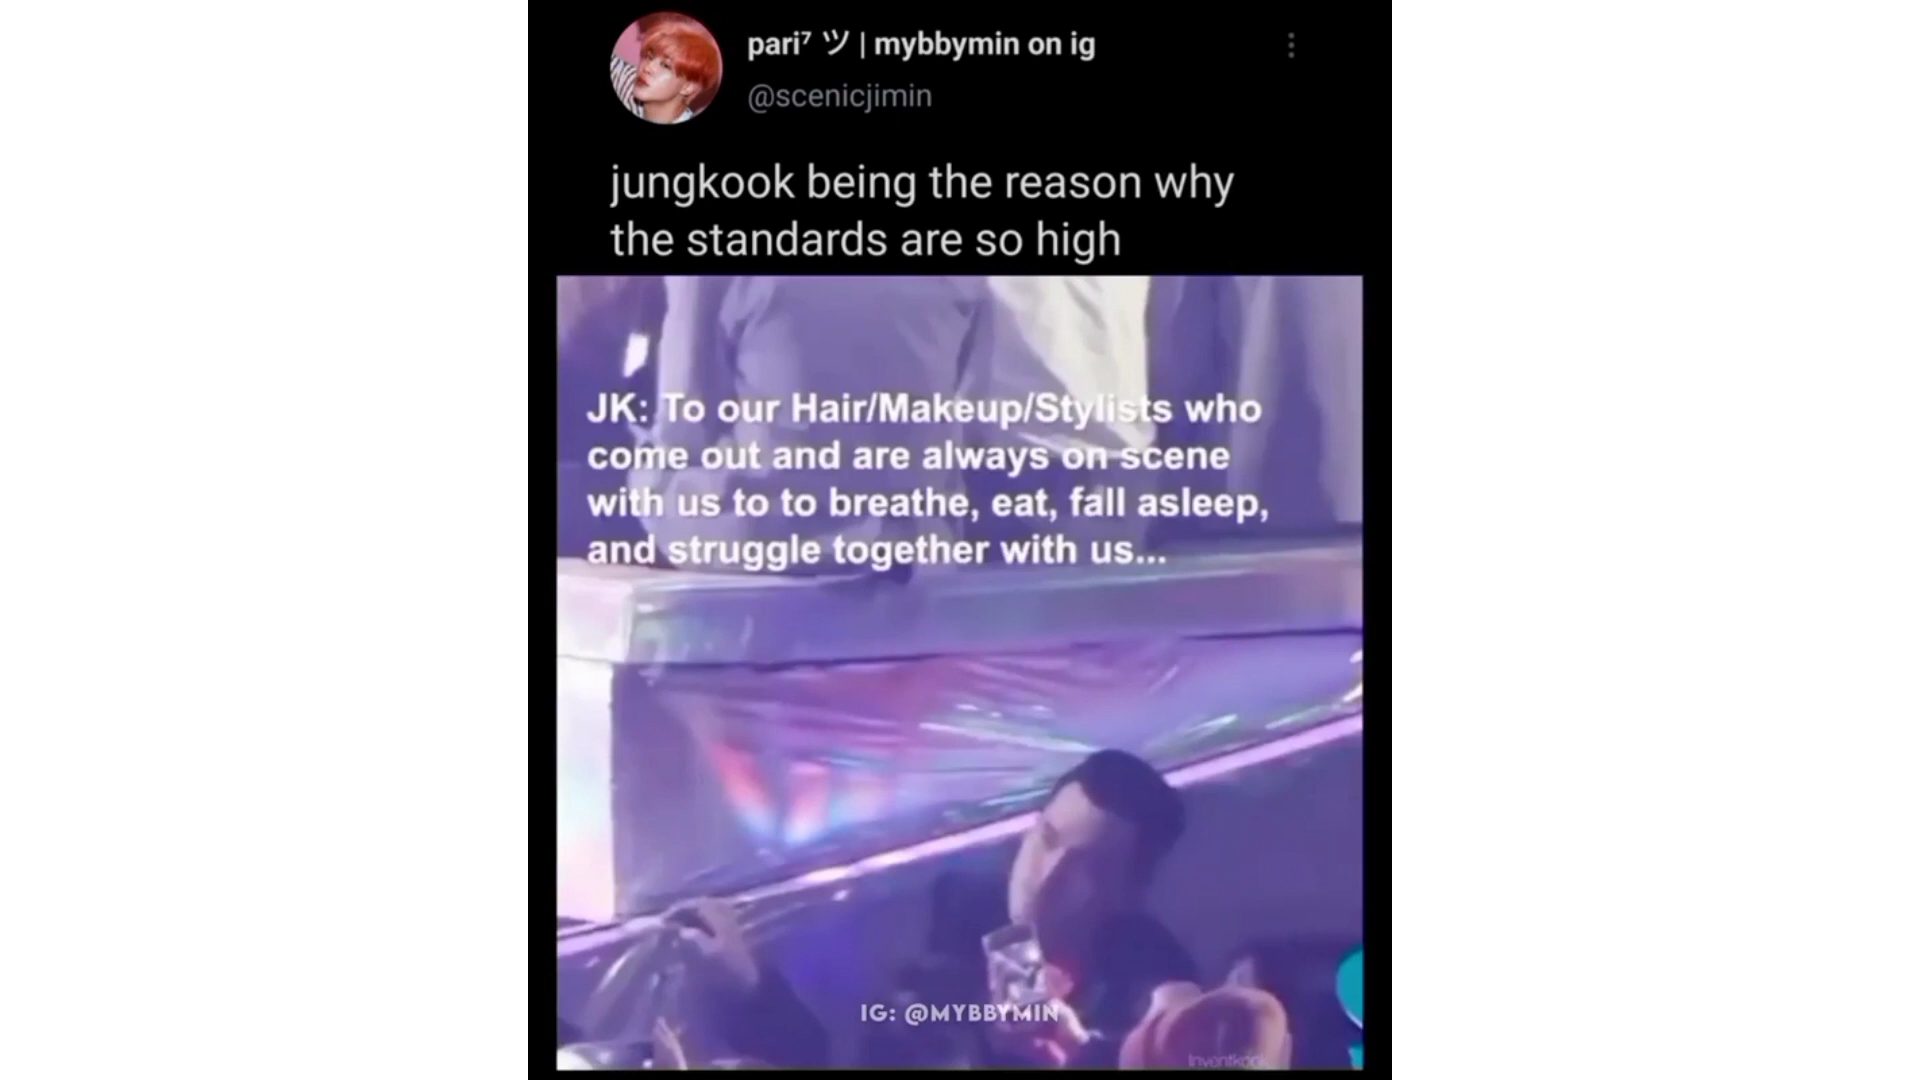 pari⁷ ツ | mybbymin on ig
@scenicjimin
jungkook being the reason why
the standards are so high
JK: To our Hair/Makeup/Stylists who
come out and are always on scene
with us to to breathe, eat, fall asleep,
and struggle together with us...
IG: @MYBBYMIN
Inventkook